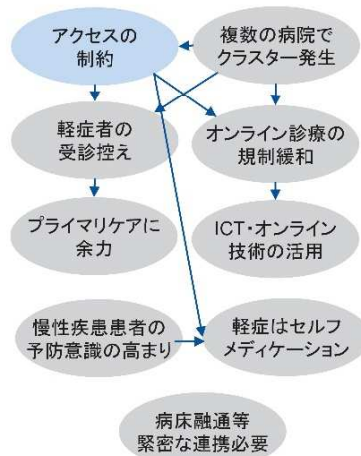 アクセスの
制約
複数の病院で
クラスター発生
軽症者の
受診控え
オンライン診療の
規制緩和
プライマリケアに
余力
ICT・オンライン
技術の活用
慢性疾患患者の
予防意識の高まり
軽症はセルフ
メディケーション
病床融通等
緊密な連携必要